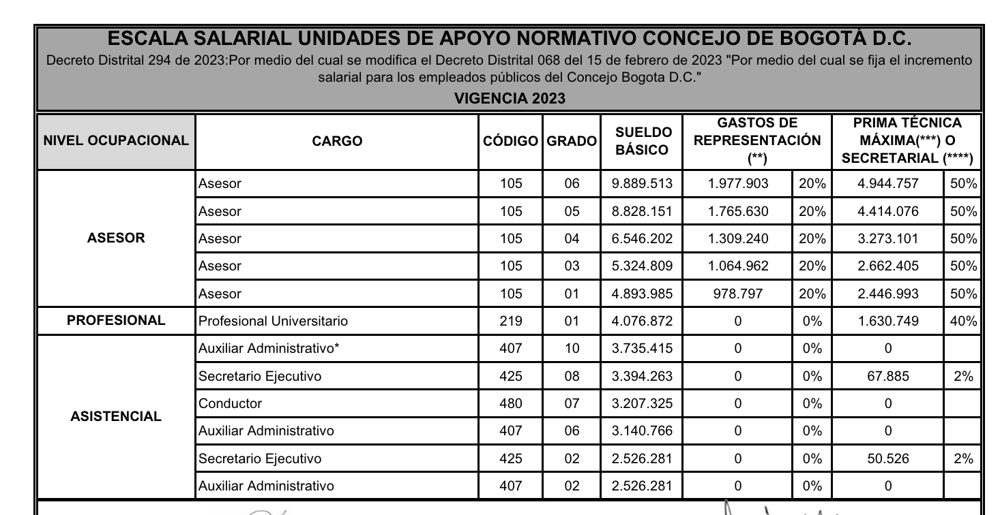 ESCALA SALARIAL UNIDADES DE APOYO NORMATIVO CONCEJO DE BOGOTÁ D.C.
Decreto Distrital 294 de 2023:Por medio del cual se modifica el Decreto Distrital 068 del 15 de febrero de 2023 "Por medio del cual se fija el incremento
salarial para los empleados públicos del Concejo Bogota D.C."
VIGENCIA 2023
NIVEL OCUPACIONAL CARGO CÓDIGO GRADO SUELDO BÁSICO GASTOS DE REPRESENTACIÓN (**) PRIMA TÉCNICA MÁXIMA(***) O SECRETARIAL (****)
ASESOR
Asesor 105 06 9.889.513 1.977.903 20% 4.944.757 50%
Asesor 105 05 8.828.151 1.765.630 20% 4.414.076 50%
Asesor 105 04 6.546.202 1.309.240 20% 3.273.101 50%
Asesor 105 03 5.324.809 1.064.962 20% 2.662.405 50%
Asesor 105 01 4.893.985 978.797 20% 2.446.993 50%
PROFESIONAL Profesional Universitario 219 01 4.076.872 0 0% 1.630.749 40%
ASISTENCIAL
Auxiliar Administrativo* 407 10 3.735.415 0 0% 0
Secretario Ejecutivo 425 08 3.394.263 0 0% 67.885 2%
Conductor 480 07 3.207.325 0 0% 0
Auxiliar Administrativo 407 06 3.140.766 0 0% 0
Secretario Ejecutivo 425 02 2.526.281 0 0% 50.526 2%
Auxiliar Administrativo 407 02 2.526.281 0 0% 0